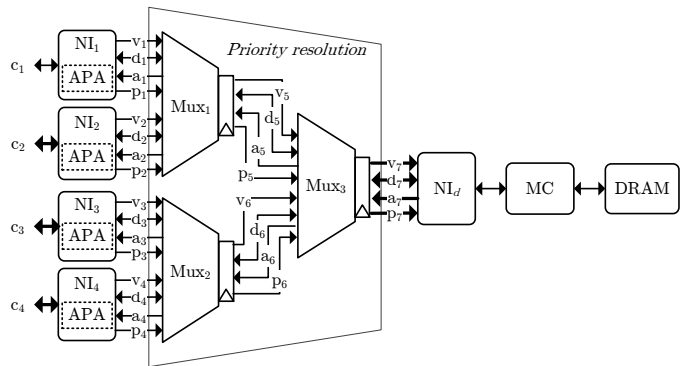 Priority resolution
c1
NI1
APA
v1
d1
a1
p1
Mux1
c2
NI2
APA
v2
d2
a2
p2
c3
NI3
APA
v3
d3
a3
p3
Mux2
c4
NI4
APA
v4
d4
a4
p4
v5
d5
a5
p5
v6
d6
a6
p6
Mux3
v7
d7
a7
p7
NId
MC
DRAM